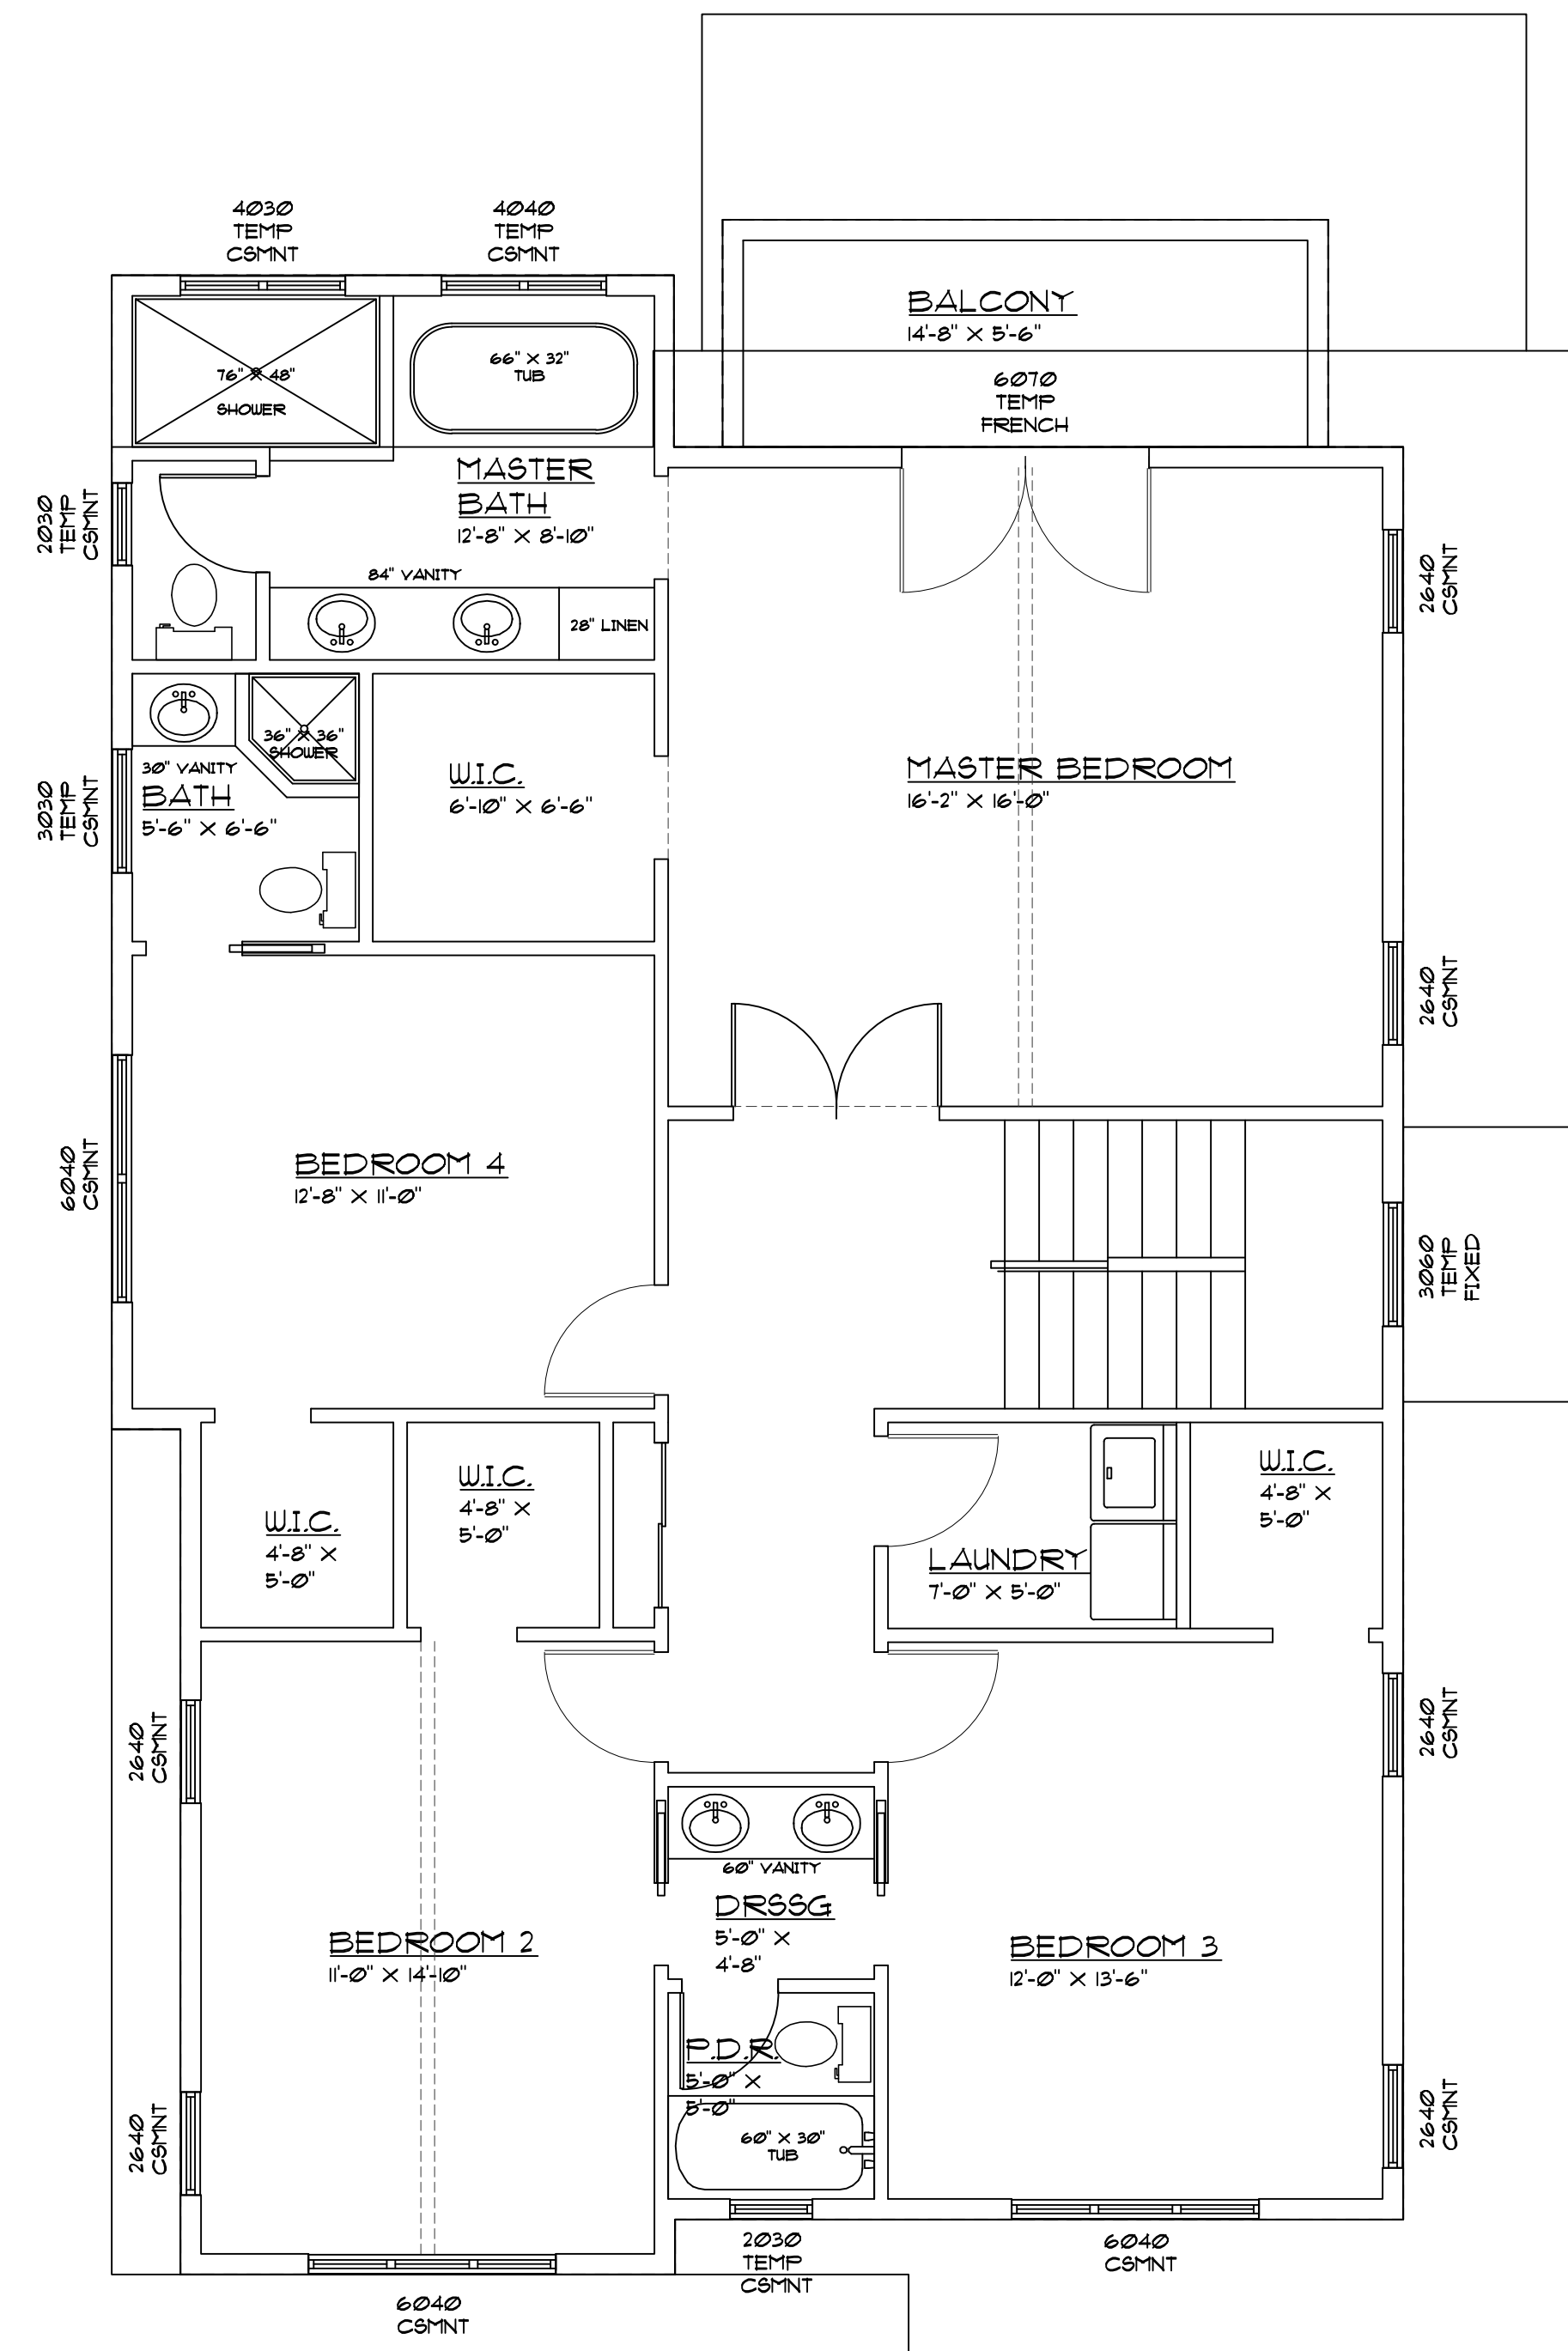 4030
TEMP
CSMNT
4040
TEMP
CSMNT
BALCONY
14'-8" X 5'-6"
6070
TEMP
FRENCH
76" X 48"
SHOWER
66" X 32"
TUB
MASTER
BATH
12'-8" X 8'-10"
2030
TEMP
CSMNT
84" VANITY
28" LINEN
2640
CSMNT
36" X 36"
SHOWER
30" VANITY
BATH
5'-6" X 6'-6"
3030
TEMP
CSMNT
W.I.C.
6'-10" X 6'-6"
MASTER BEDROOM
16'-2" X 16'-0"
2640
CSMNT
6040
CSMNT
BEDROOM 4
12'-8" X 11'-0"
3060
TEMP
FIXED
W.I.C.
4'-8" X
5'-0"
W.I.C.
4'-8" X
5'-0"
LAUNDRY
7'-0" X 5'-0"
W.I.C.
4'-8" X
5'-0"
2640
CSMNT
2640
CSMNT
60" VANITY
DRSSG
5'-0" X
4'-8"
BEDROOM 2
11'-0" X 14'-10"
BEDROOM 3
12'-0" X 13'-6"
P.D.R.
5'-0" X
5'-0"
60" X 30"
TUB
2640
CSMNT
2640
CSMNT
2030
TEMP
CSMNT
6040
CSMNT
6040
CSMNT